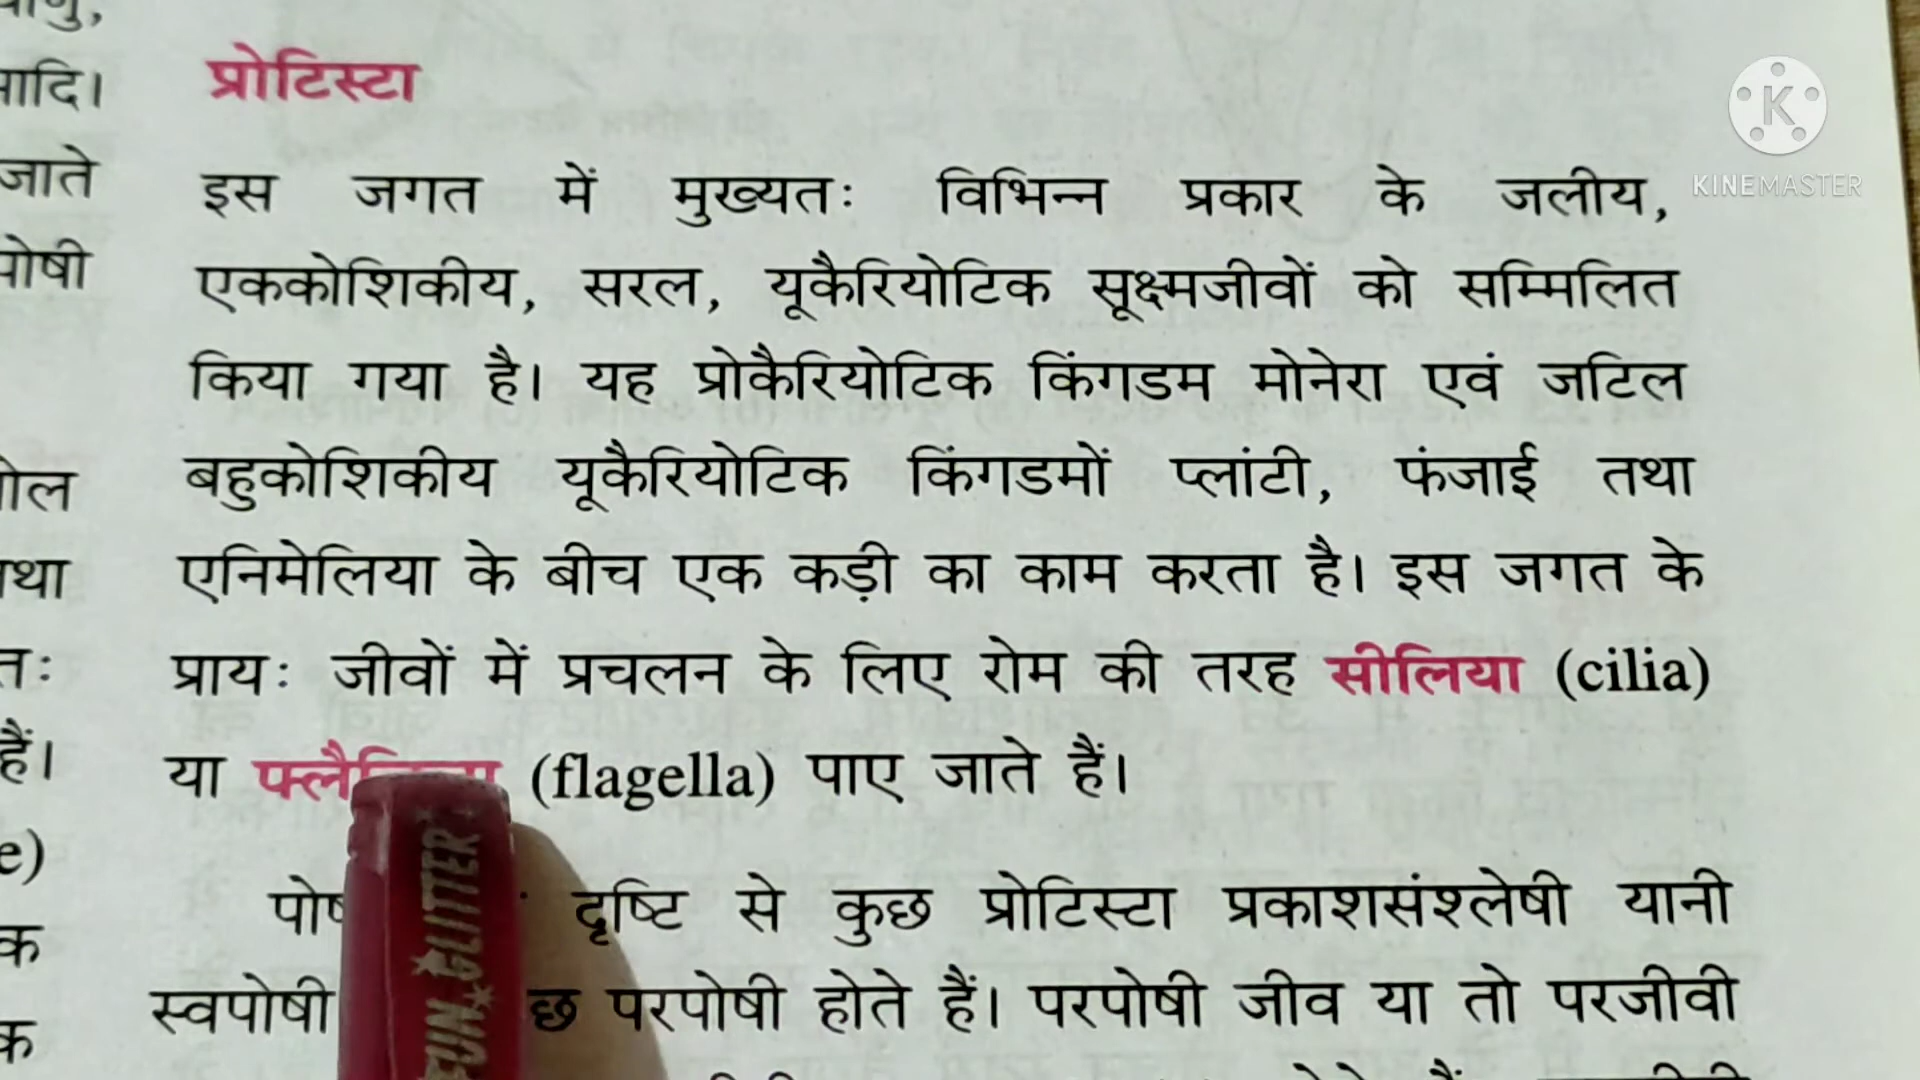 प्रोटिस्टा
इस जगत में मुख्यतः विभिन्न प्रकार के जलीय,
एककोशिकीय, सरल, यूकैरियोटिक सूक्ष्मजीवों को सम्मिलित
किया गया है। यह प्रोकैरियोटिक किंगडम मोनेरा एवं जटिल
बहुकोशिकीय यूकैरियोटिक किंगडमों प्लांटी, फंजाई तथा
एनिमेलिया के बीच एक कड़ी का काम करता है। इस जगत के
प्रायः जीवों में प्रचलन के लिए रोम की तरह सीलिया (cilia)
या (flagella) पाए जाते हैं।
दृष्टि से कुछ प्रोटिस्टा प्रकाशसंश्लेषी यानी
स्वपोषी परपोषी होते हैं। परपोषी जीव या तो परजीवी
आदि।
जाते
हैं।
FUN GLITTER
K
KINEMASTER